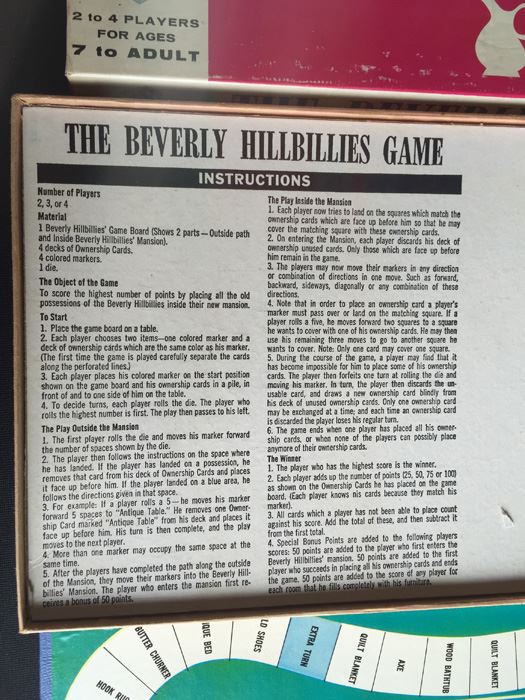 2 to 4 PLAYERS
FOR AGES
7 to ADULT
THE BEVERLY HILLBILLIES GAME
INSTRUCTIONS
Number of Players
2, 3, or 4
Material
1 Beverly Hillbillies' Game Board (Shows 2 parts — Outside path
and Inside Beverly Hillbillies' Mansion).
4 decks of Ownership Cards.
4 colored markers.
1 die.
The Object of the Game
To score the highest number of points by placing all the old
possessions of the Beverly Hillbillies inside their new mansion.
To Start
1. Place the game board on a table.
2. Each player chooses two items—one colored marker and a
deck of ownership cards which are the same color as his marker.
(The first time the game is played carefully separate the cards
along the perforated lines.)
3. Each player places his colored marker on the start position
shown on the game board and his ownership cards in a pile, in
front of and to one side of him on the table.
4. To decide turns, each player rolls the die. The player who
rolls the highest number is first. The play then passes to his left.
The Play Outside the Mansion
1. The first player rolls the die and moves his marker forward
the number of spaces shown by the die.
2. The player then follows the instructions on the space where
he has landed. If the player has landed on a possession, he
removes that card from his deck of Ownership Cards and places
it face up before him. If the player landed on a blue area, he
follows the directions given in that space.
3. For example: If a player rolls a 5—he moves his marker
forward 5 spaces to "Antique Table." He removes one Owner-
ship Card marked "Antique Table" from his deck and places it
face up before him. His turn is then complete, and the play
moves to the next player.
4. More than one marker may occupy the same space at the
same time.
5. After the players have completed the path along the outside
of the Mansion, they move their markers into the Beverly Hill-
billies' Mansion. The player who enters the mansion first re-
ceives a bonus of 50 points.
The Play Inside the Mansion
1. Each player now tries to land on the squares which match the
ownership cards which are face up before him so that he may
cover the matching square with these ownership cards.
2. On entering the Mansion, each player discards his deck of
ownership unused cards. Only those which are face up before
him remain in the game.
3. The players may now move their markers in any direction
or combination of directions in one move. Such as forward,
backward, sideways, diagonally or any combination of these
directions.
4. Note that in order to place an ownership card a player's
marker must pass over or land on the matching square. If a
player rolls a five, he moves forward two squares to a square
he wants to cover with one of his ownership cards. He may then
use his remaining three moves to go to another square he
wants to cover. Note: Only one card may cover one square.
5. During the course of the game, a player may find that it
has become impossible for him to place some of his ownership
cards. The player then forfeits one turn at rolling the die and
moving his marker. In turn, the player then discards the un-
usable card, and draws a new ownership card blindly from
his deck of unused ownership cards. Only one ownership card
may be exchanged at a time; and each time an ownership card
is discarded the player loses his regular turn.
6. The game ends when one player has placed all his owner-
ship cards, or when none of the players can possibly place
anymore of their ownership cards.
The Winner
1. The player who has the highest score is the winner.
2. Each player adds up the number of points (25, 50, 75 or 100)
as shown on the Ownership Cards he has placed on the game
board. (Each player knows his cards because they match his
marker).
3. All cards which a player has not been able to place count
against his score. Add the total of these, and then subtract it
from the first total.
4. Special Bonus Points are added to the following players
scores: 50 points are added to the player who first enters the
Beverly Hillbillies' mansion. 50 points are added to the first
player who succeeds in placing all his ownership cards and ends
the game. 50 points are added to the score of any player for
each room that he fills completely with his furniture.
BUTTER CHURNER
QUE BED
LD SHOES
EXTRA TURN
QUILT BLANKET
AXE
WOOD BATHTUB
QUILT BLANKET
HOOK RUG